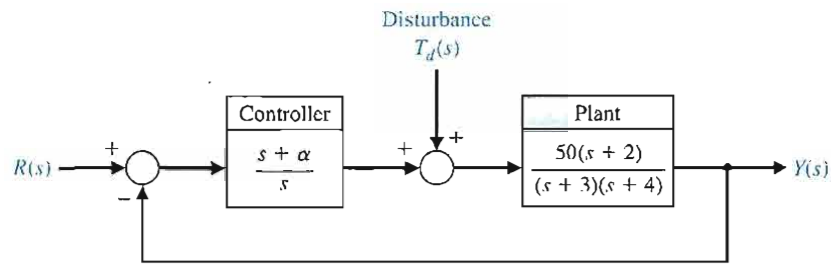 Disturbance
T_d(s)
Controller
Plant
+
+
+
R(s)
s + α
s
50(s + 2)
(s + 3)(s + 4)
Y(s)
−